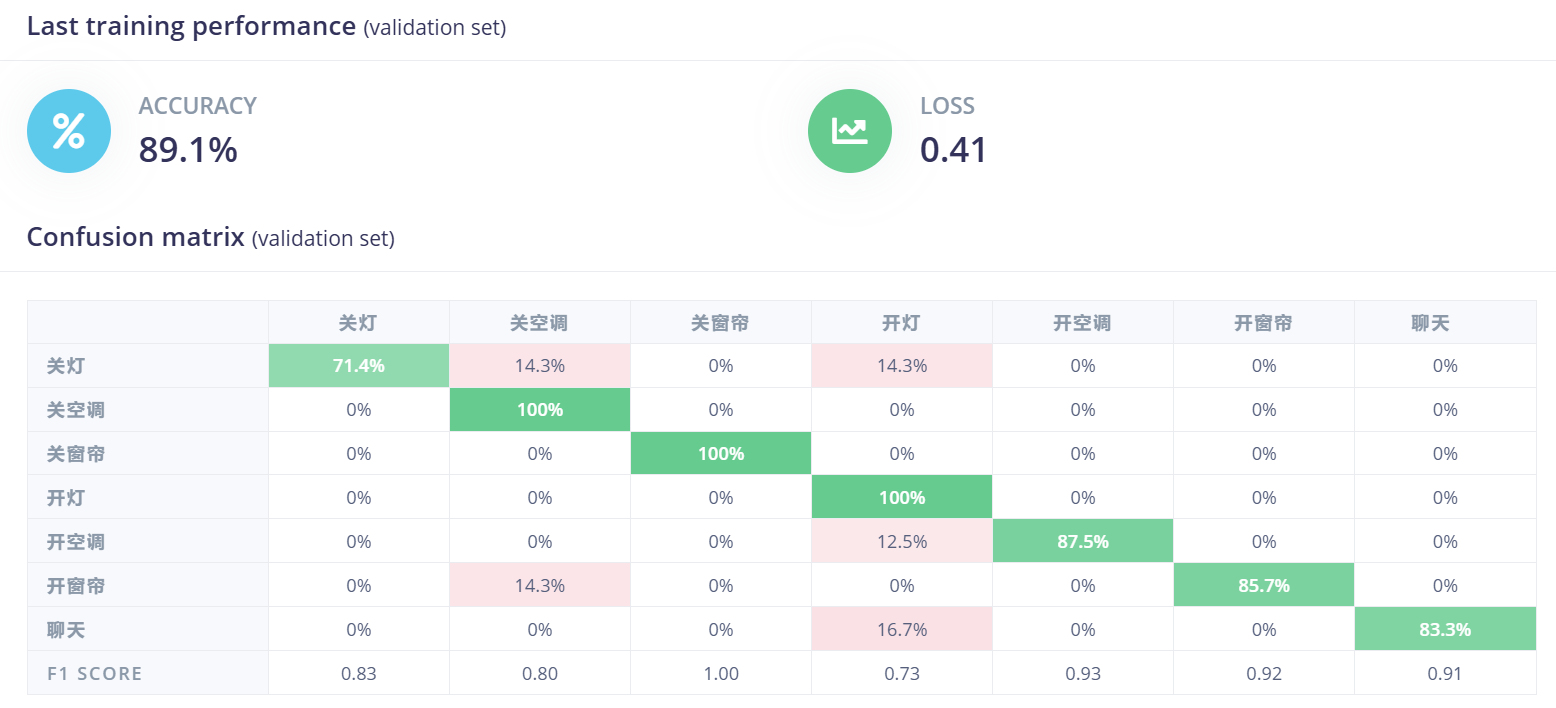 Last training performance (validation set)
ACCURACY
89.1%
LOSS
0.41
Confusion matrix (validation set)
关灯 关空调 关窗帘 开灯 开空调 开窗帘 聊天
关灯 71.4% 14.3% 0% 14.3% 0% 0% 0%
关空调 0% 100% 0% 0% 0% 0% 0%
关窗帘 0% 0% 100% 0% 0% 0% 0%
开灯 0% 0% 0% 100% 0% 0% 0%
开空调 0% 0% 0% 12.5% 87.5% 0% 0%
开窗帘 0% 14.3% 0% 0% 0% 85.7% 0%
聊天 0% 0% 0% 16.7% 0% 0% 83.3%
F1 SCORE 0.83 0.80 1.00 0.73 0.93 0.92 0.91